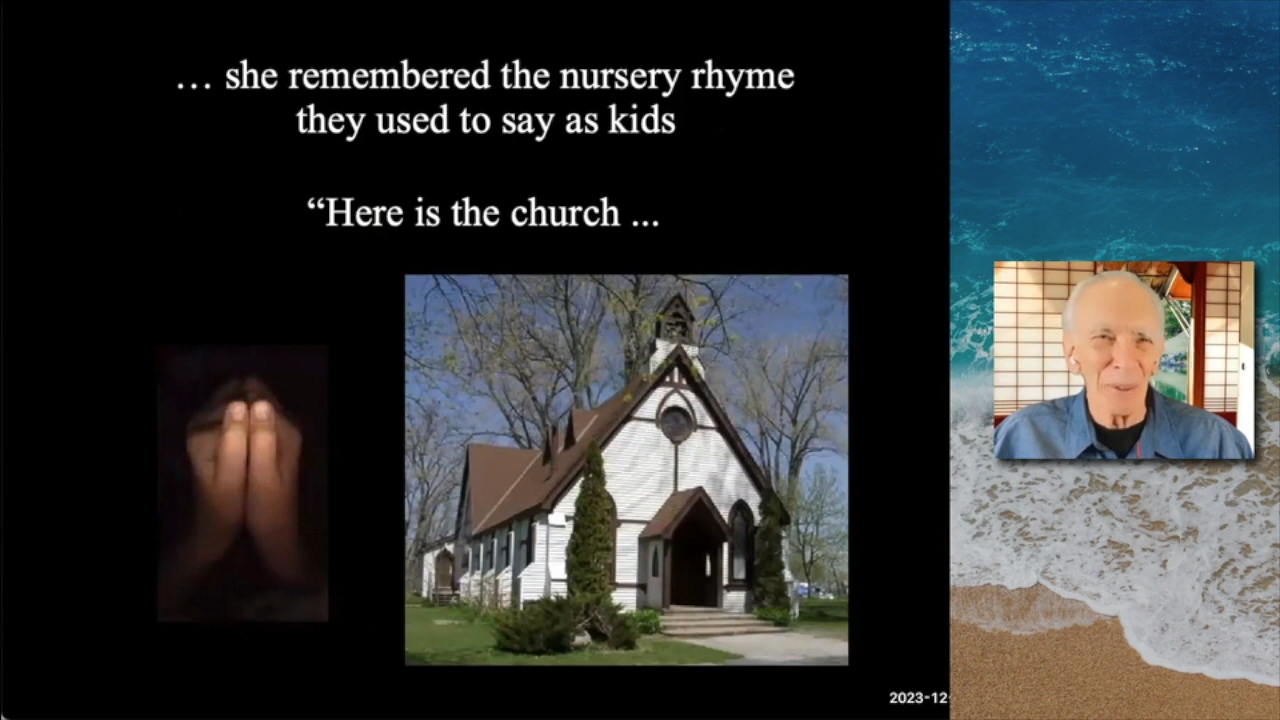 … she remembered the nursery rhyme
they used to say as kids
“Here is the church ...
2023-12-